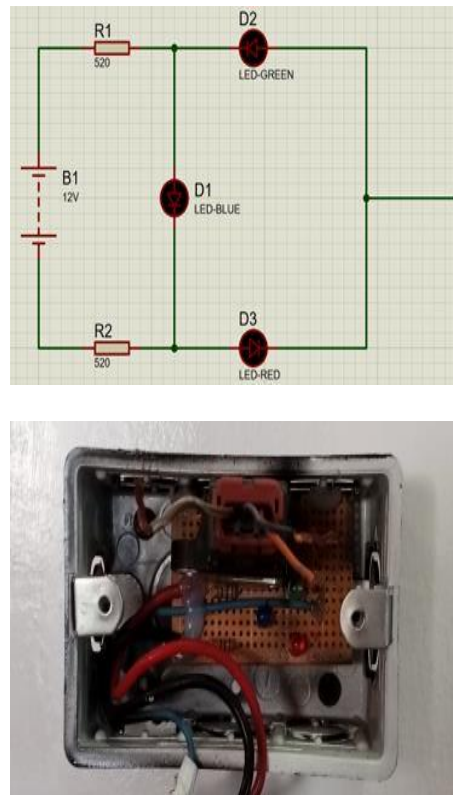 R1
520
D2
LED-GREEN
B1
12V
D1
LED-BLUE
R2
520
D3
LED-RED